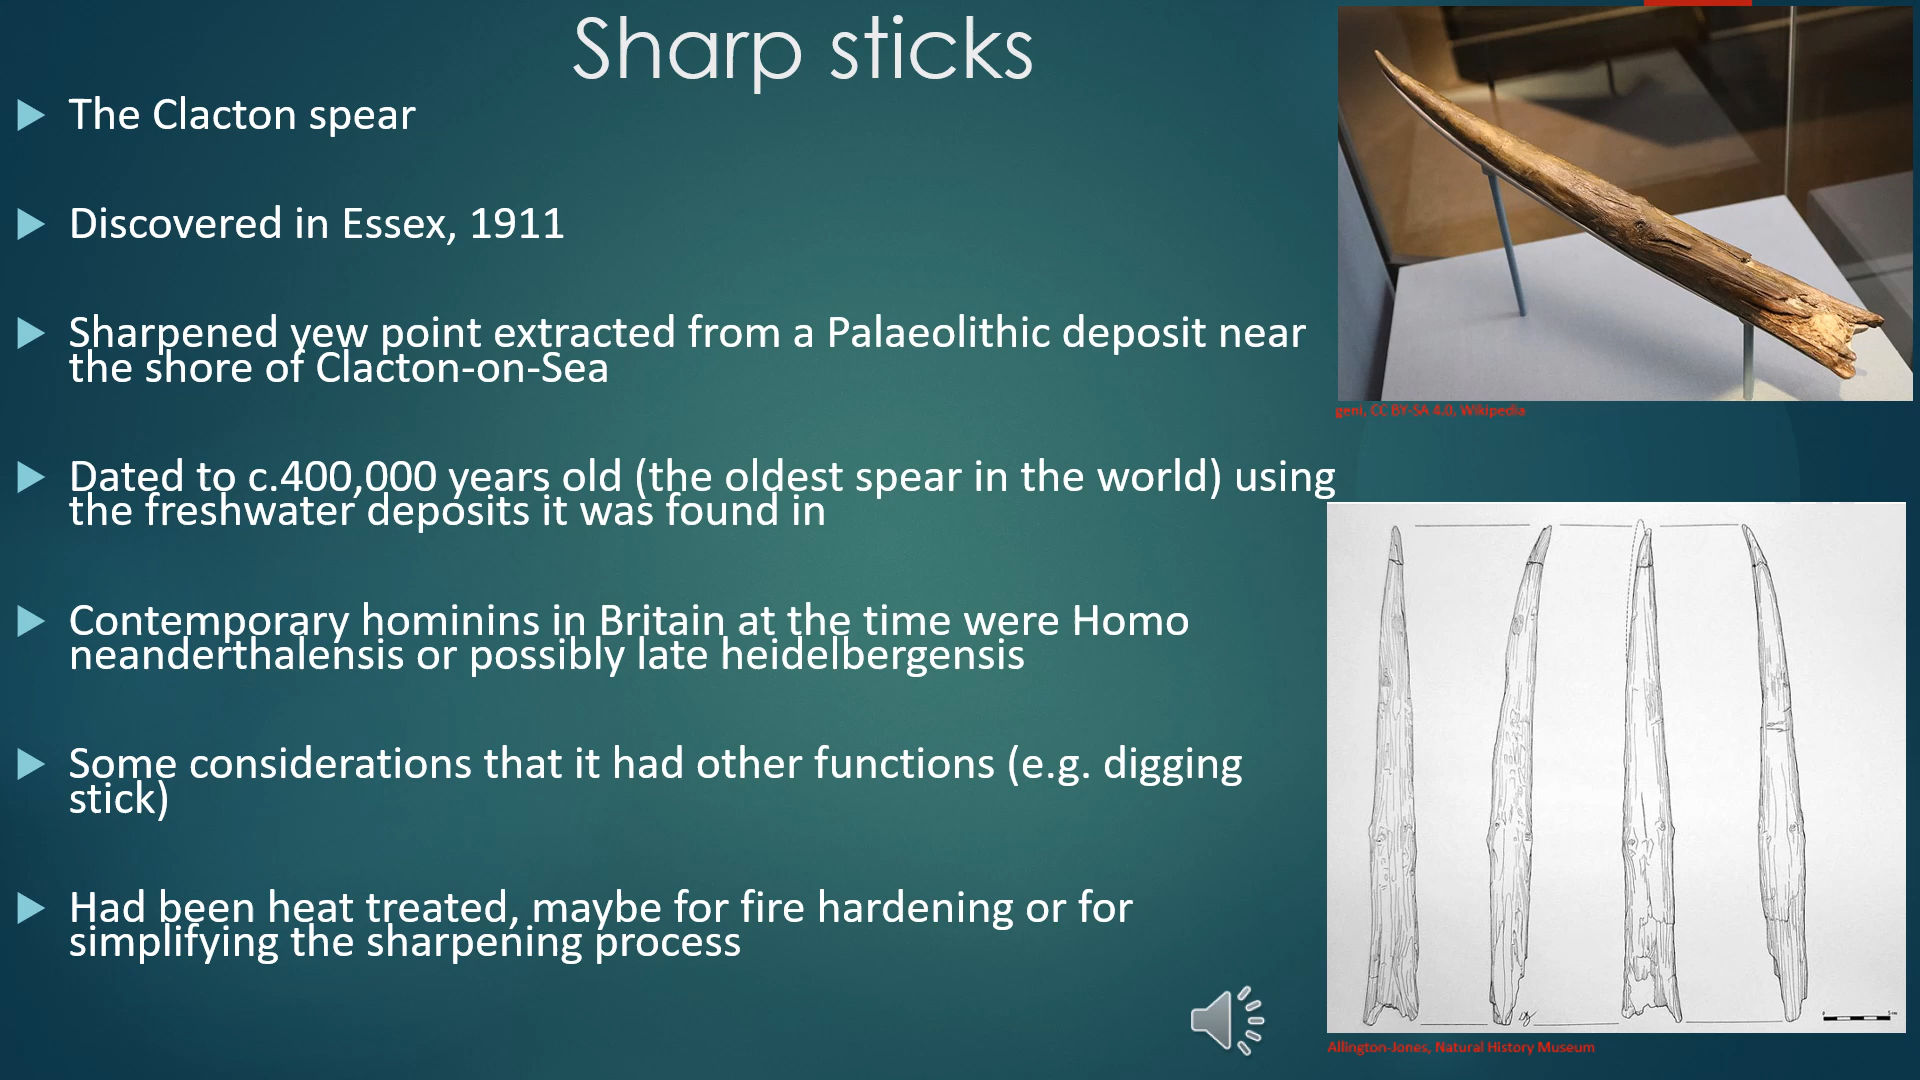 Sharp sticks
The Clacton spear
Discovered in Essex, 1911
Sharpened yew point extracted from a Palaeolithic deposit near
the shore of Clacton-on-Sea
Dated to c.400,000 years old (the oldest spear in the world) using
the freshwater deposits it was found in
Contemporary hominins in Britain at the time were Homo
neanderthalensis or possibly late heidelbergensis
Some considerations that it had other functions (e.g. digging
stick)
Had been heat treated, maybe for fire hardening or for
simplifying the sharpening process
geni, CC BY-SA 4.0, Wikipedia
Allington-Jones, Natural History Museum